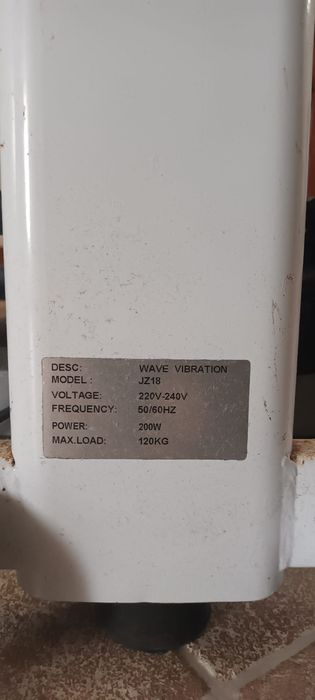 DESC: WAVE VIBRATION
MODEL : JZ18
VOLTAGE: 220V-240V
FREQUENCY: 50/60HZ
POWER: 200W
MAX.LOAD: 120KG